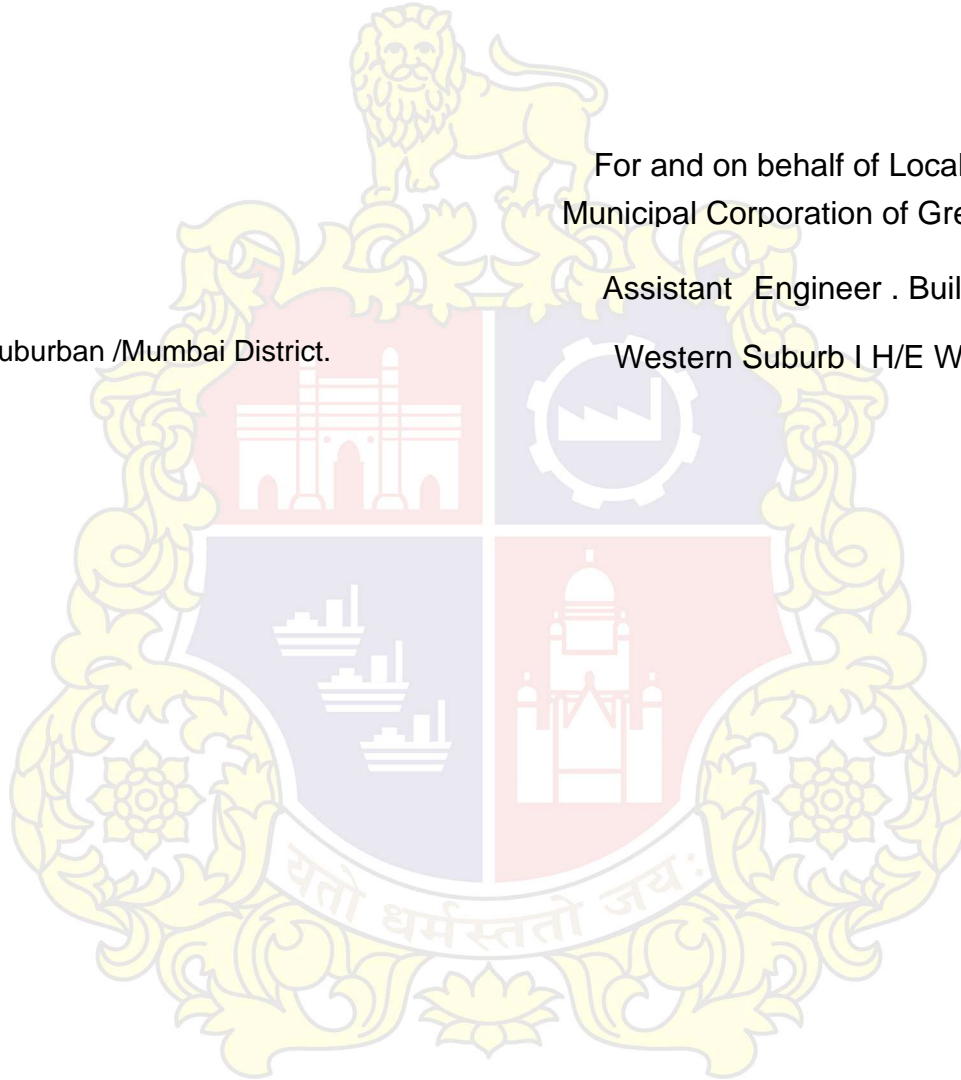 For and on behalf of Local
Municipal Corporation of Gre
Assistant Engineer . Buil
uburban /Mumbai District.
Western Suburb I H/E W
यतो धर्मस्ततो जय: